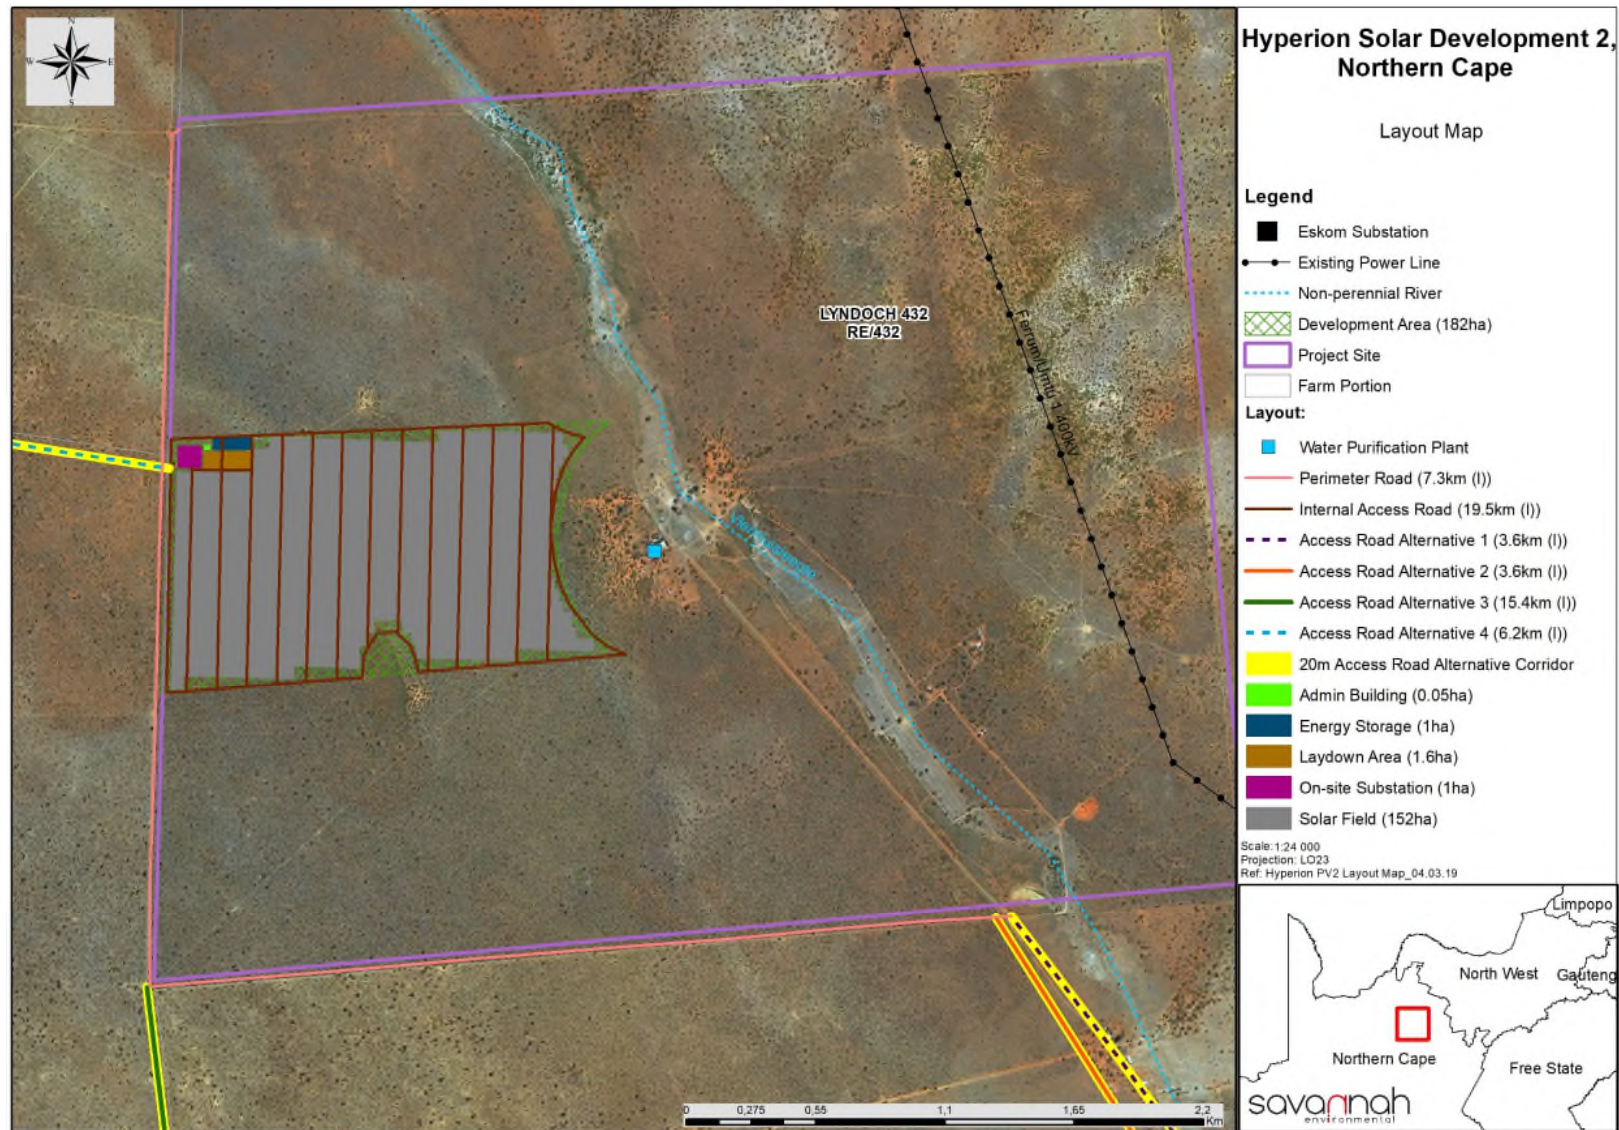 N
W
E
S
LYNDOCH 432
RE/432
Ferrum/Umtu 1 400kV
0
0,275
0,55
1,1
1,65
2,2
Km
Hyperion Solar Development 2,
Northern Cape
Layout Map
Legend
Eskom Substation
Existing Power Line
Non-perennial River
Development Area (182ha)
Project Site
Farm Portion
Layout:
Water Purification Plant
Perimeter Road (7.3km (l))
Internal Access Road (19.5km (l))
Access Road Alternative 1 (3.6km (l))
Access Road Alternative 2 (3.6km (l))
Access Road Alternative 3 (15.4km (l))
Access Road Alternative 4 (6.2km (l))
20m Access Road Alternative Corridor
Admin Building (0.05ha)
Energy Storage (1ha)
Laydown Area (1.6ha)
On-site Substation (1ha)
Solar Field (152ha)
Scale:1:24 000
Projection: LO23
Ref: Hyperion PV2 Layout Map_04.03.19
Limpopo
North West
Gauteng
Northern Cape
Free State
savannah
environmental